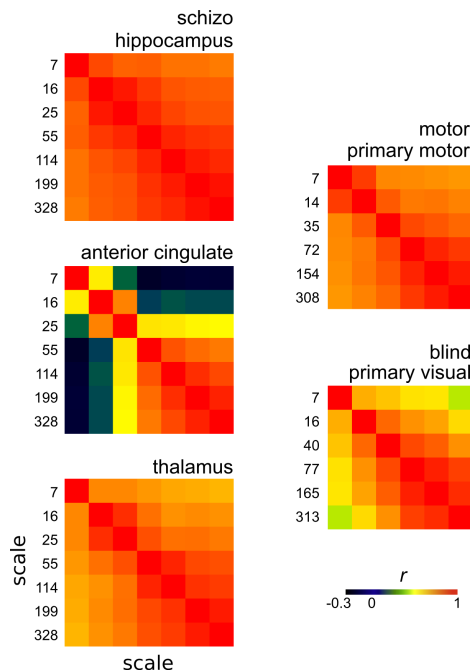 schizo
hippocampus
7
16
25
55
114
199
328
anterior cingulate
7
16
25
55
114
199
328
thalamus
7
16
25
55
114
199
328
scale
scale
motor
primary motor
7
14
35
72
154
308
blind
primary visual
7
16
40
77
165
313
r
-0.3 0 1